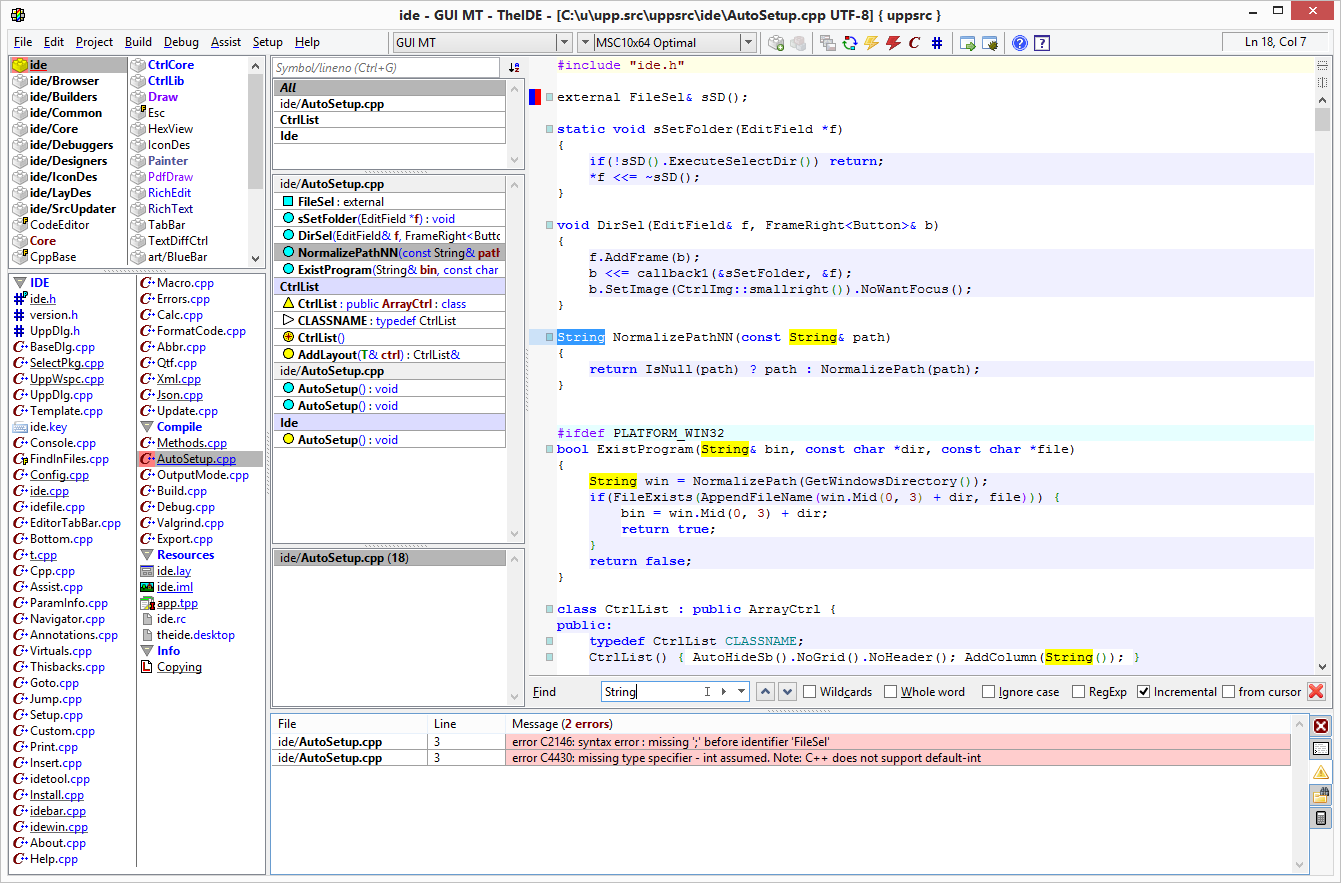 ide - GUI MT - TheIDE - [C:\u\upp.src\uppsrc\ide\AutoSetup.cpp UTF-8] { uppsrc }
File Edit Project Build Debug Assist Setup Help
GUI MT
MSC10x64 Optimal
Ln 18, Col 7
ide
ide/Browser
ide/Builders
ide/Common
ide/Core
ide/Debuggers
ide/Designers
ide/IconDes
ide/LayDes
ide/SrcUpdater
CodeEditor
Core
CppBase
CtrlCore
CtrlLib
Draw
Esc
HexView
IconDes
Painter
PdfDraw
RichEdit
RichText
TabBar
TextDiffCtrl
art/BlueBar
IDE
ide.h
version.h
UppDlg.h
BaseDlg.cpp
SelectPkg.cpp
UppWspc.cpp
UppDlg.cpp
Template.cpp
ide.key
Console.cpp
FindInFiles.cpp
Config.cpp
ide.cpp
idefile.cpp
EditorTabBar.cpp
Bottom.cpp
t.cpp
Cpp.cpp
Assist.cpp
ParamInfo.cpp
Navigator.cpp
Annotations.cpp
Virtuals.cpp
Thisbacks.cpp
Goto.cpp
Jump.cpp
Setup.cpp
Custom.cpp
Print.cpp
Insert.cpp
idetool.cpp
Install.cpp
idebar.cpp
idewin.cpp
About.cpp
Help.cpp
Macro.cpp
Errors.cpp
Calc.cpp
FormatCode.cpp
Abbr.cpp
Qtf.cpp
Xml.cpp
Json.cpp
Update.cpp
Compile
Methods.cpp
AutoSetup.cpp
OutputMode.cpp
Build.cpp
Debug.cpp
Valgrind.cpp
Export.cpp
Resources
ide.lay
ide.iml
app.tpp
ide.rc
theide.desktop
Info
Copying
Symbol/lineno (Ctrl+G)
All
ide/AutoSetup.cpp
CtrlList
Ide
ide/AutoSetup.cpp
FileSel : external
sSetFolder(EditField *f) : void
DirSel(EditField& f, FrameRight<Buttc
NormalizePathNN(const String& path
ExistProgram(String& bin, const char
CtrlList
CtrlList : public ArrayCtrl : class
CLASSNAME : typedef CtrlList
CtrlList()
AddLayout(T& ctrl) : CtrlList&
ide/AutoSetup.cpp
AutoSetup() : void
AutoSetup() : void
Ide
AutoSetup() : void
ide/AutoSetup.cpp (18)
#include "ide.h"
external FileSel& sSD();
static void sSetFolder(EditField *f)
{
if(!sSD().ExecuteSelectDir()) return;
*f <<= ~sSD();
}
void DirSel(EditField& f, FrameRight<Button>& b)
{
f.AddFrame(b);
b <<= callback1(&sSetFolder, &f);
b.SetImage(CtrlImg::smallright()).NoWantFocus();
}
String NormalizePathNN(const String& path)
{
return IsNull(path) ? path : NormalizePath(path);
}
#ifdef PLATFORM_WIN32
bool ExistProgram(String& bin, const char *dir, const char *file)
{
String win = NormalizePath(GetWindowsDirectory());
if(FileExists(AppendFileName(win.Mid(0, 3) + dir, file))) {
bin = win.Mid(0, 3) + dir;
return true;
}
return false;
}
class CtrlList : public ArrayCtrl {
public:
typedef CtrlList CLASSNAME;
CtrlList() { AutoHideSb().NoGrid().NoHeader(); AddColumn(String()); }
Find String Wildcards Whole word Ignore case RegExp Incremental from cursor
File Line Message (2 errors)
ide/AutoSetup.cpp 3 error C2146: syntax error : missing ';' before identifier 'FileSel'
ide/AutoSetup.cpp 3 error C4430: missing type specifier - int assumed. Note: C++ does not support default-int